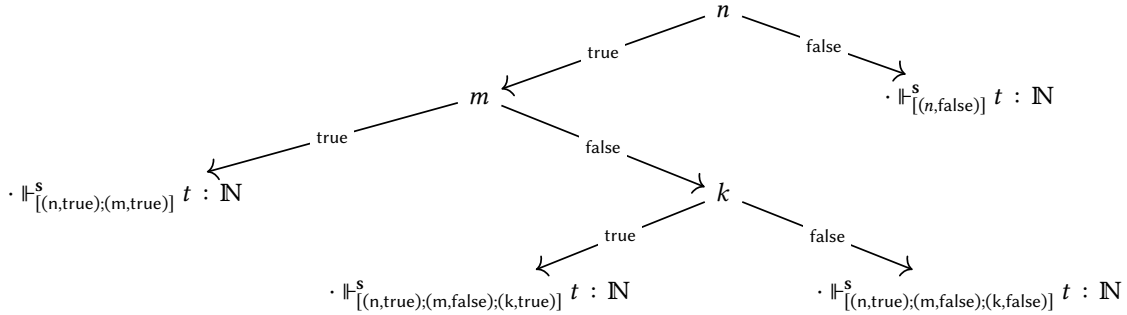 n
true
false
m
· ⊩ˢ[(n,false)] t : ℕ
true
false
· ⊩ˢ[(n,true);(m,true)] t : ℕ
k
true
false
· ⊩ˢ[(n,true);(m,false);(k,true)] t : ℕ
· ⊩ˢ[(n,true);(m,false);(k,false)] t : ℕ